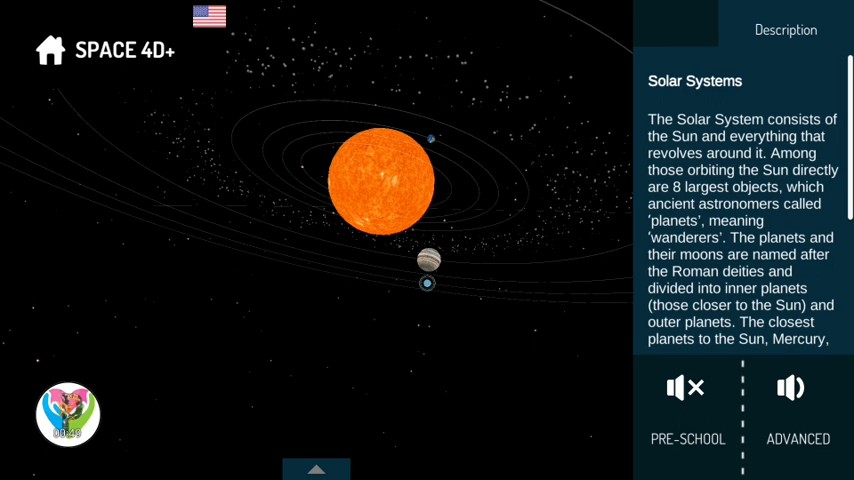 SPACE 4D+
Description
Solar Systems
The Solar System consists of
the Sun and everything that
revolves around it. Among
those orbiting the Sun directly
are 8 largest objects, which
ancient astronomers called
‘planets’, meaning
‘wanderers’. The planets and
their moons are named after
the Roman deities and
divided into inner planets
(those closer to the Sun) and
outer planets. The closest
planets to the Sun, Mercury,
00:49
PRE-SCHOOL
ADVANCED